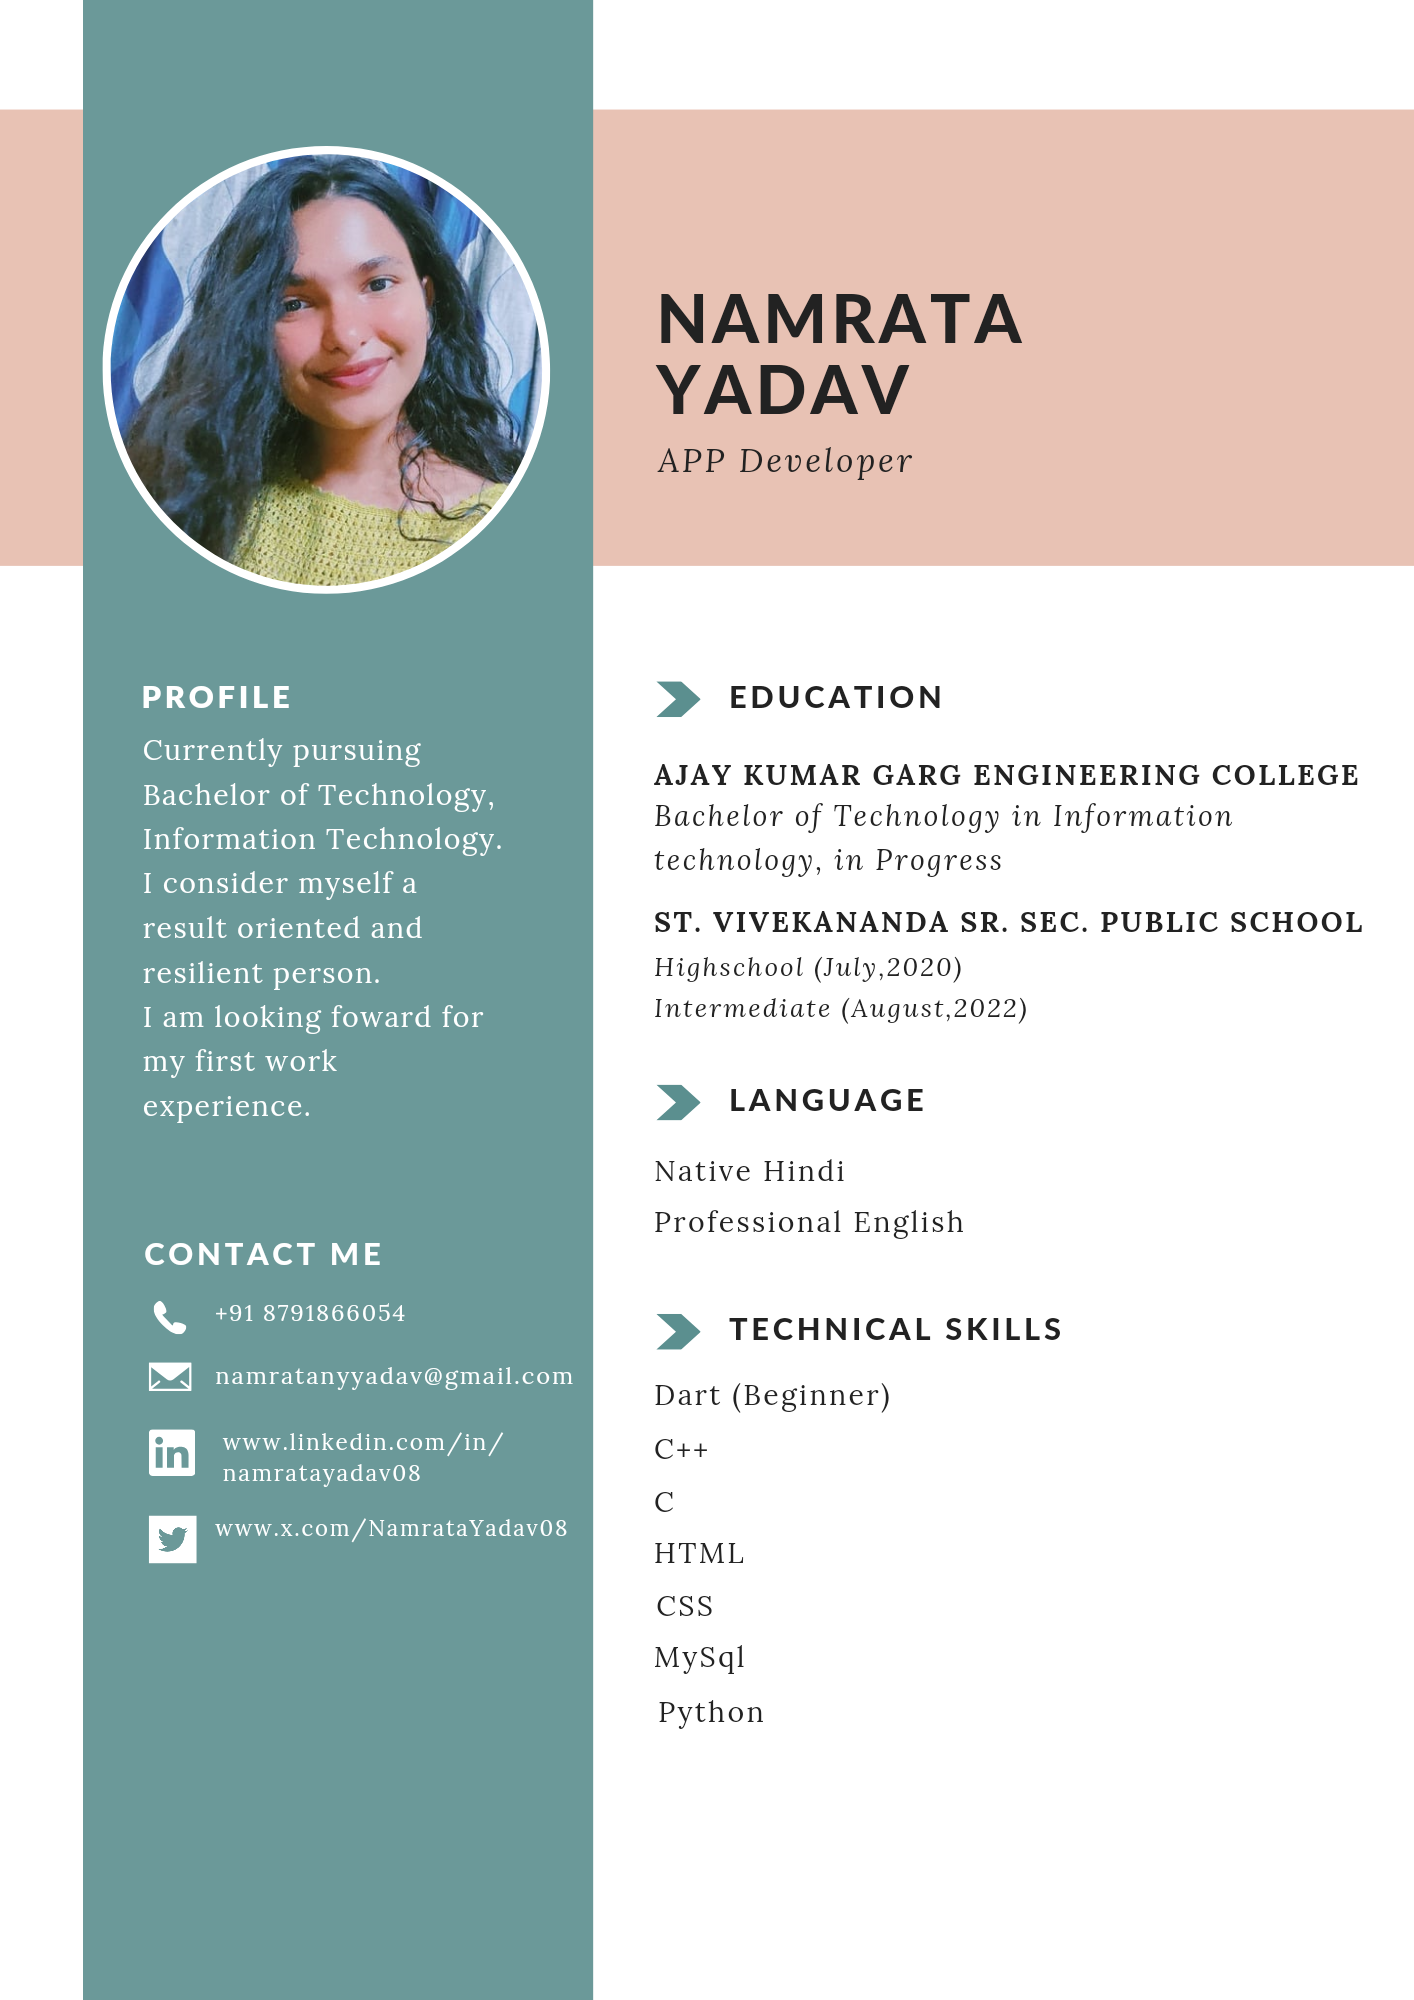 NAMRATA
YADAV
APP Developer
PROFILE
Currently pursuing
Bachelor of Technology,
Information Technology.
I consider myself a
result oriented and
resilient person.
I am looking foward for
my first work
experience.
CONTACT ME
+91 8791866054
namratanyyadav@gmail.com
www.linkedin.com/in/
namratayadav08
www.x.com/NamrataYadav08
EDUCATION
AJAY KUMAR GARG ENGINEERING COLLEGE
Bachelor of Technology in Information
technology, in Progress
ST. VIVEKANANDA SR. SEC. PUBLIC SCHOOL
Highschool (July,2020)
Intermediate (August,2022)
LANGUAGE
Native Hindi
Professional English
TECHNICAL SKILLS
Dart (Beginner)
C++
C
HTML
CSS
MySql
Python